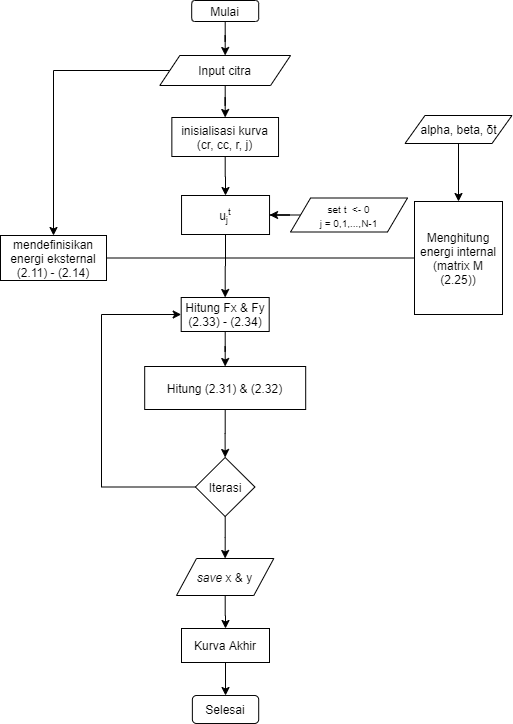 Mulai
Input citra
inisialisasi kurva
(cr, cc, r, j)
alpha, beta, δt
u_j^t
set t <- 0
j = 0,1,...,N-1
mendefinisikan
energi eksternal
(2.11) - (2.14)
Menghitung
energi internal
(matrix M
(2.25))
Hitung Fx & Fy
(2.33) - (2.34)
Hitung (2.31) & (2.32)
Iterasi
save x & y
Kurva Akhir
Selesai